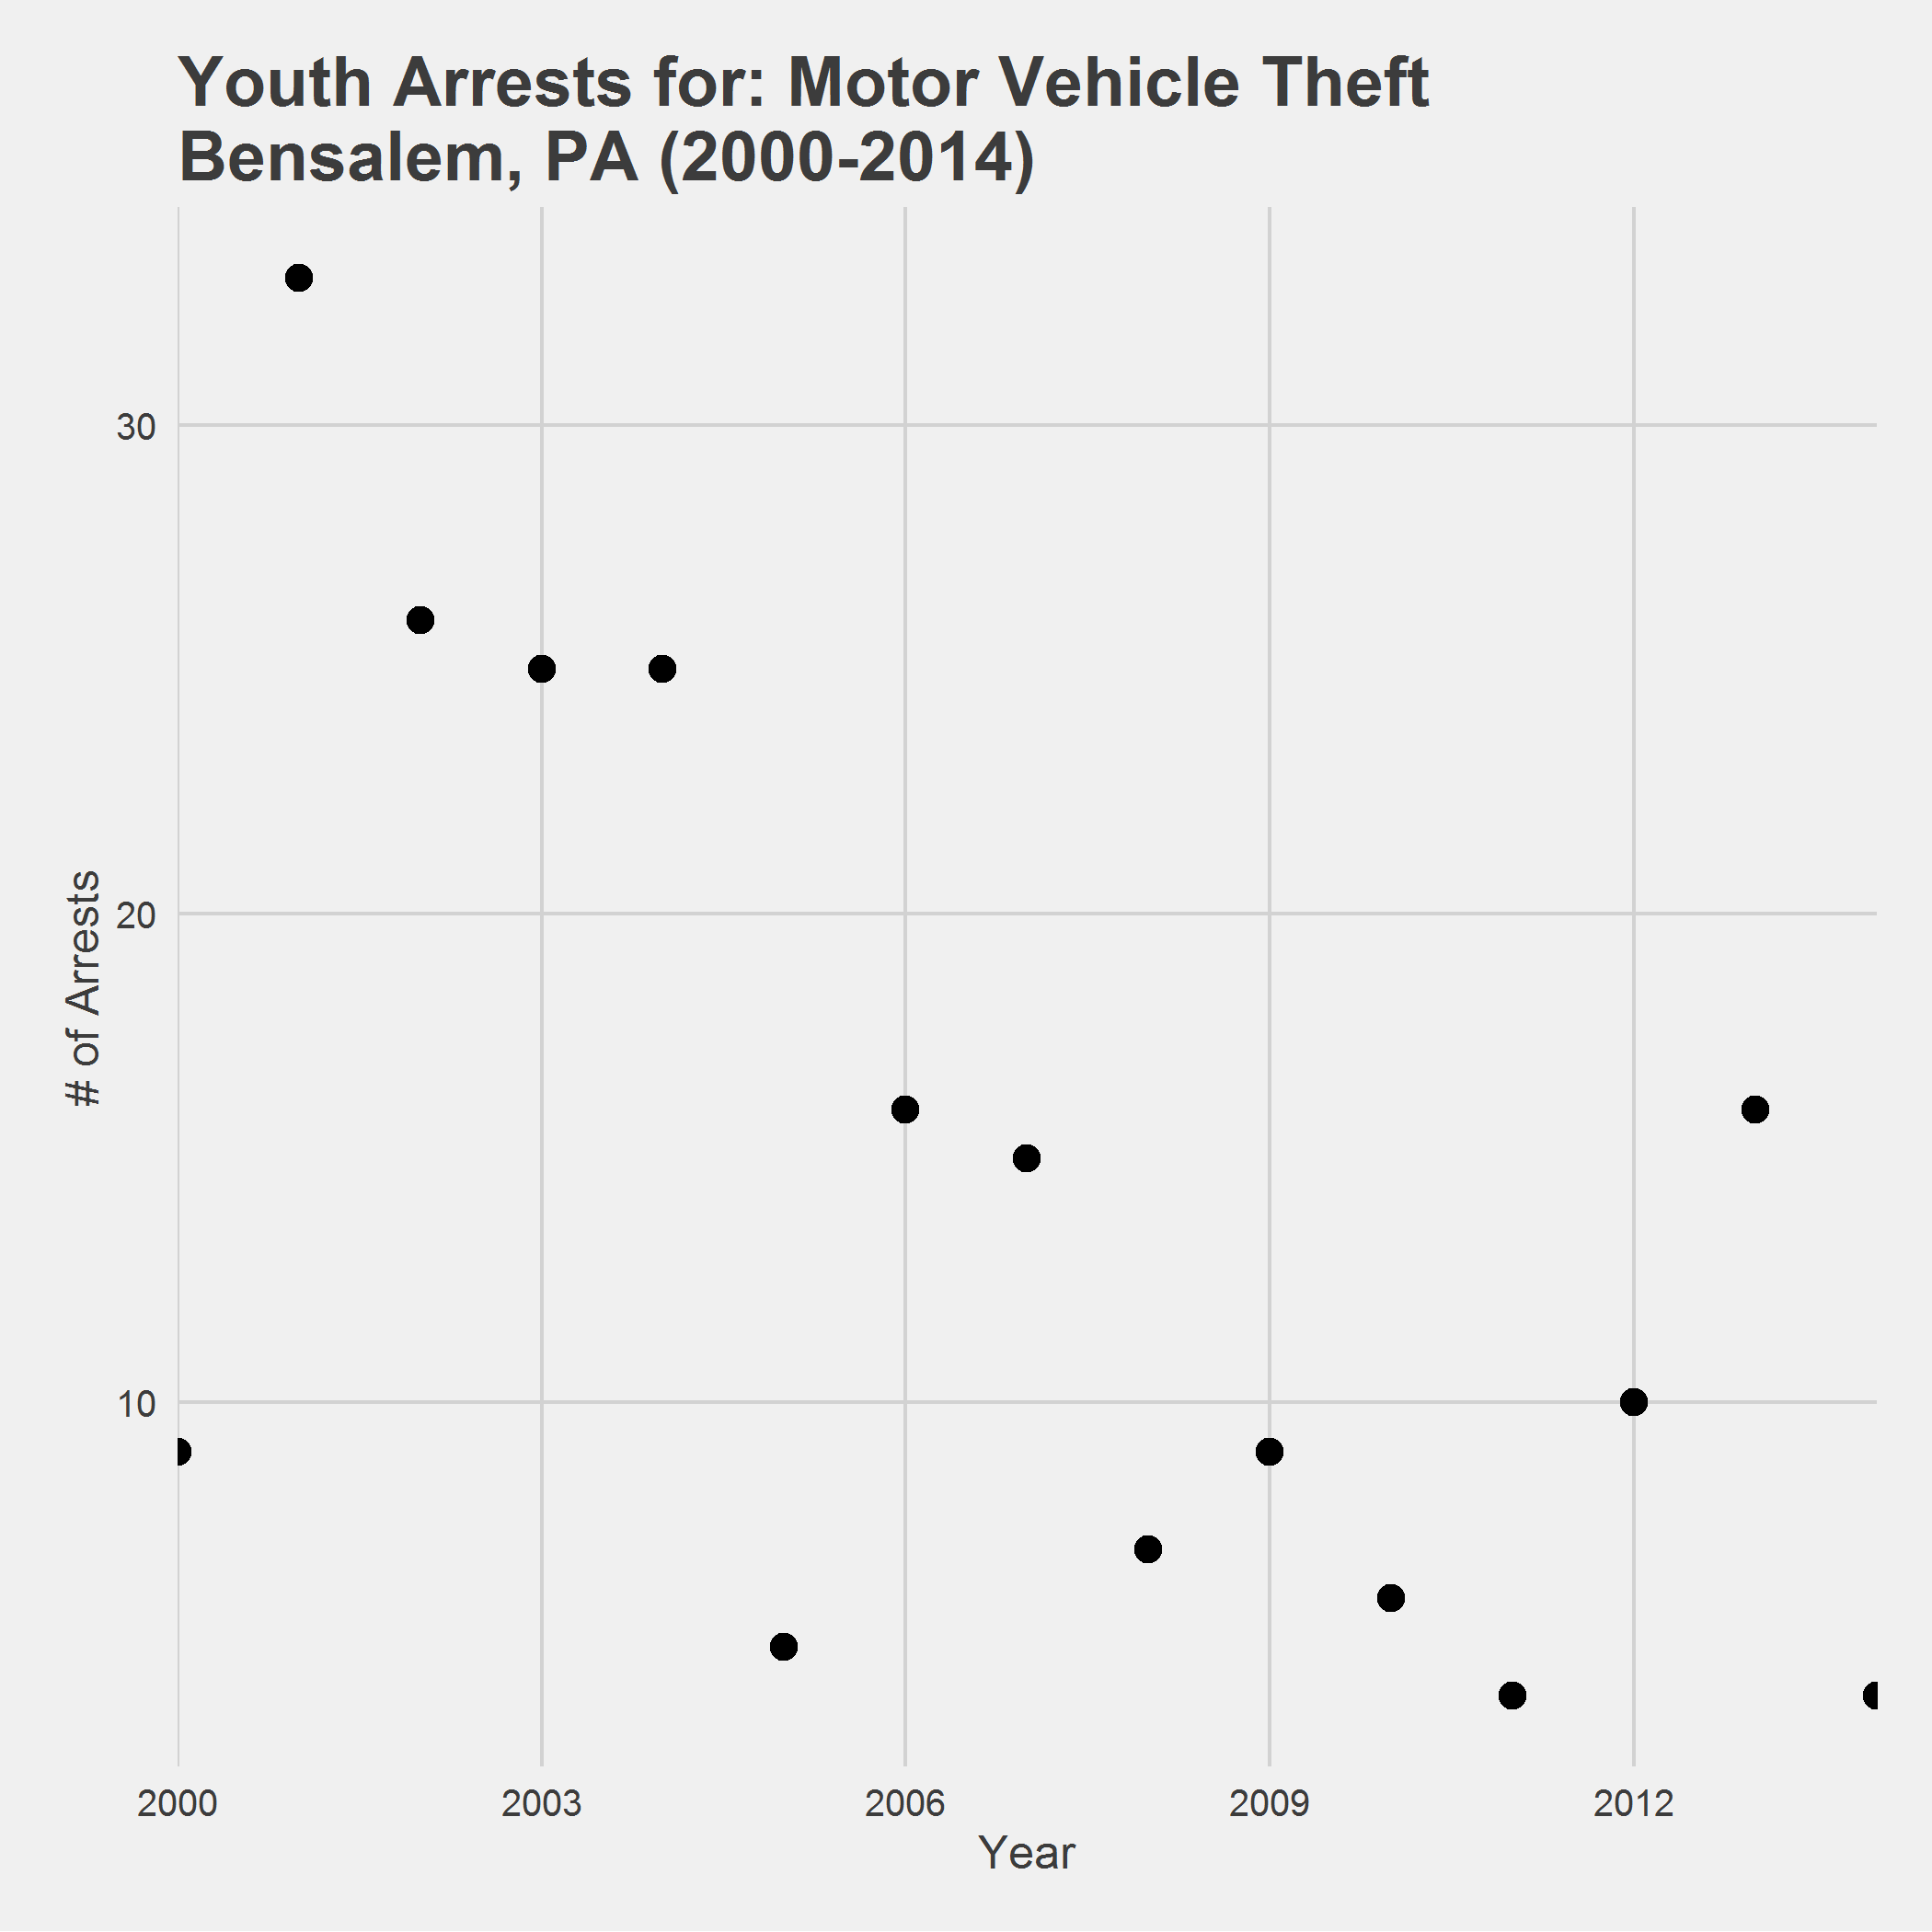 Youth Arrests for: Motor Vehicle Theft
Bensalem, PA (2000-2014)
30
20
10
# of Arrests
2000 2003 2006 2009 2012
Year